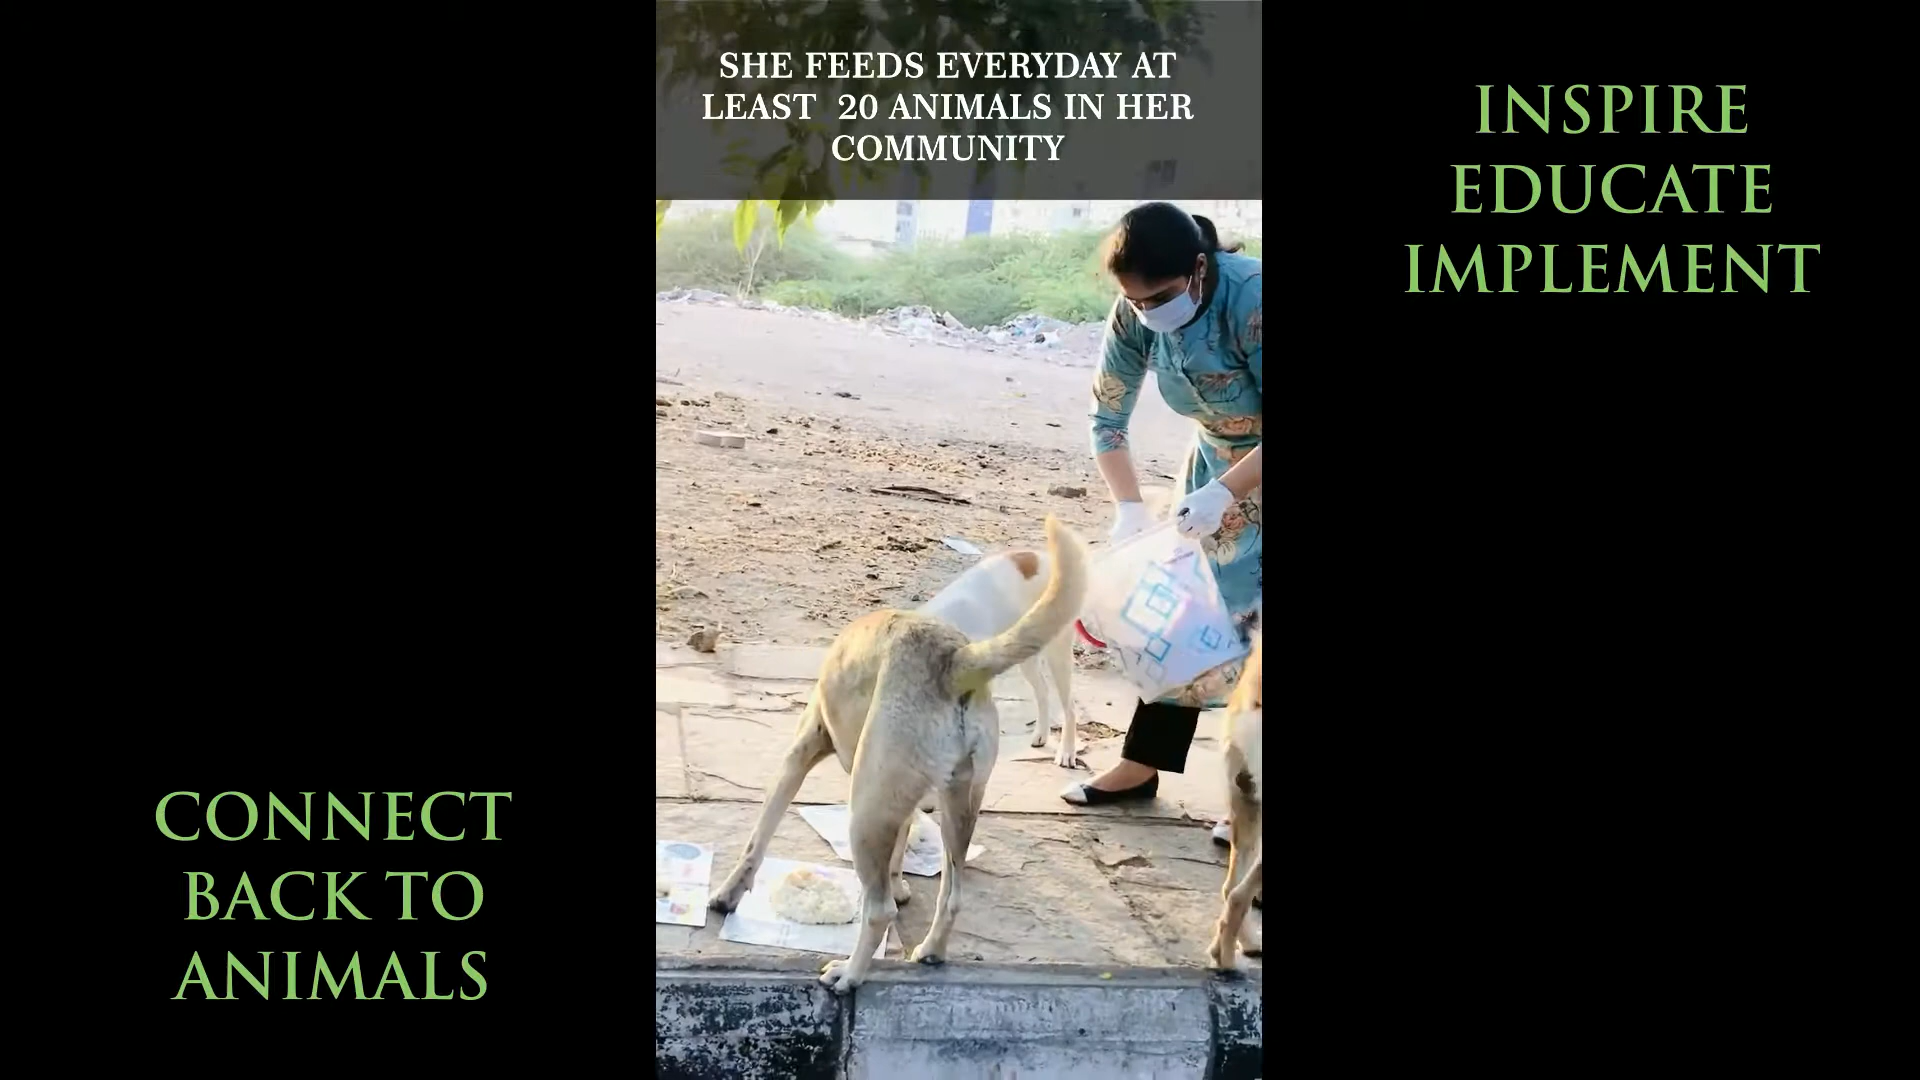 SHE FEEDS EVERYDAY AT
LEAST 20 ANIMALS IN HER
COMMUNITY
INSPIRE
EDUCATE
IMPLEMENT
CONNECT
BACK TO
ANIMALS